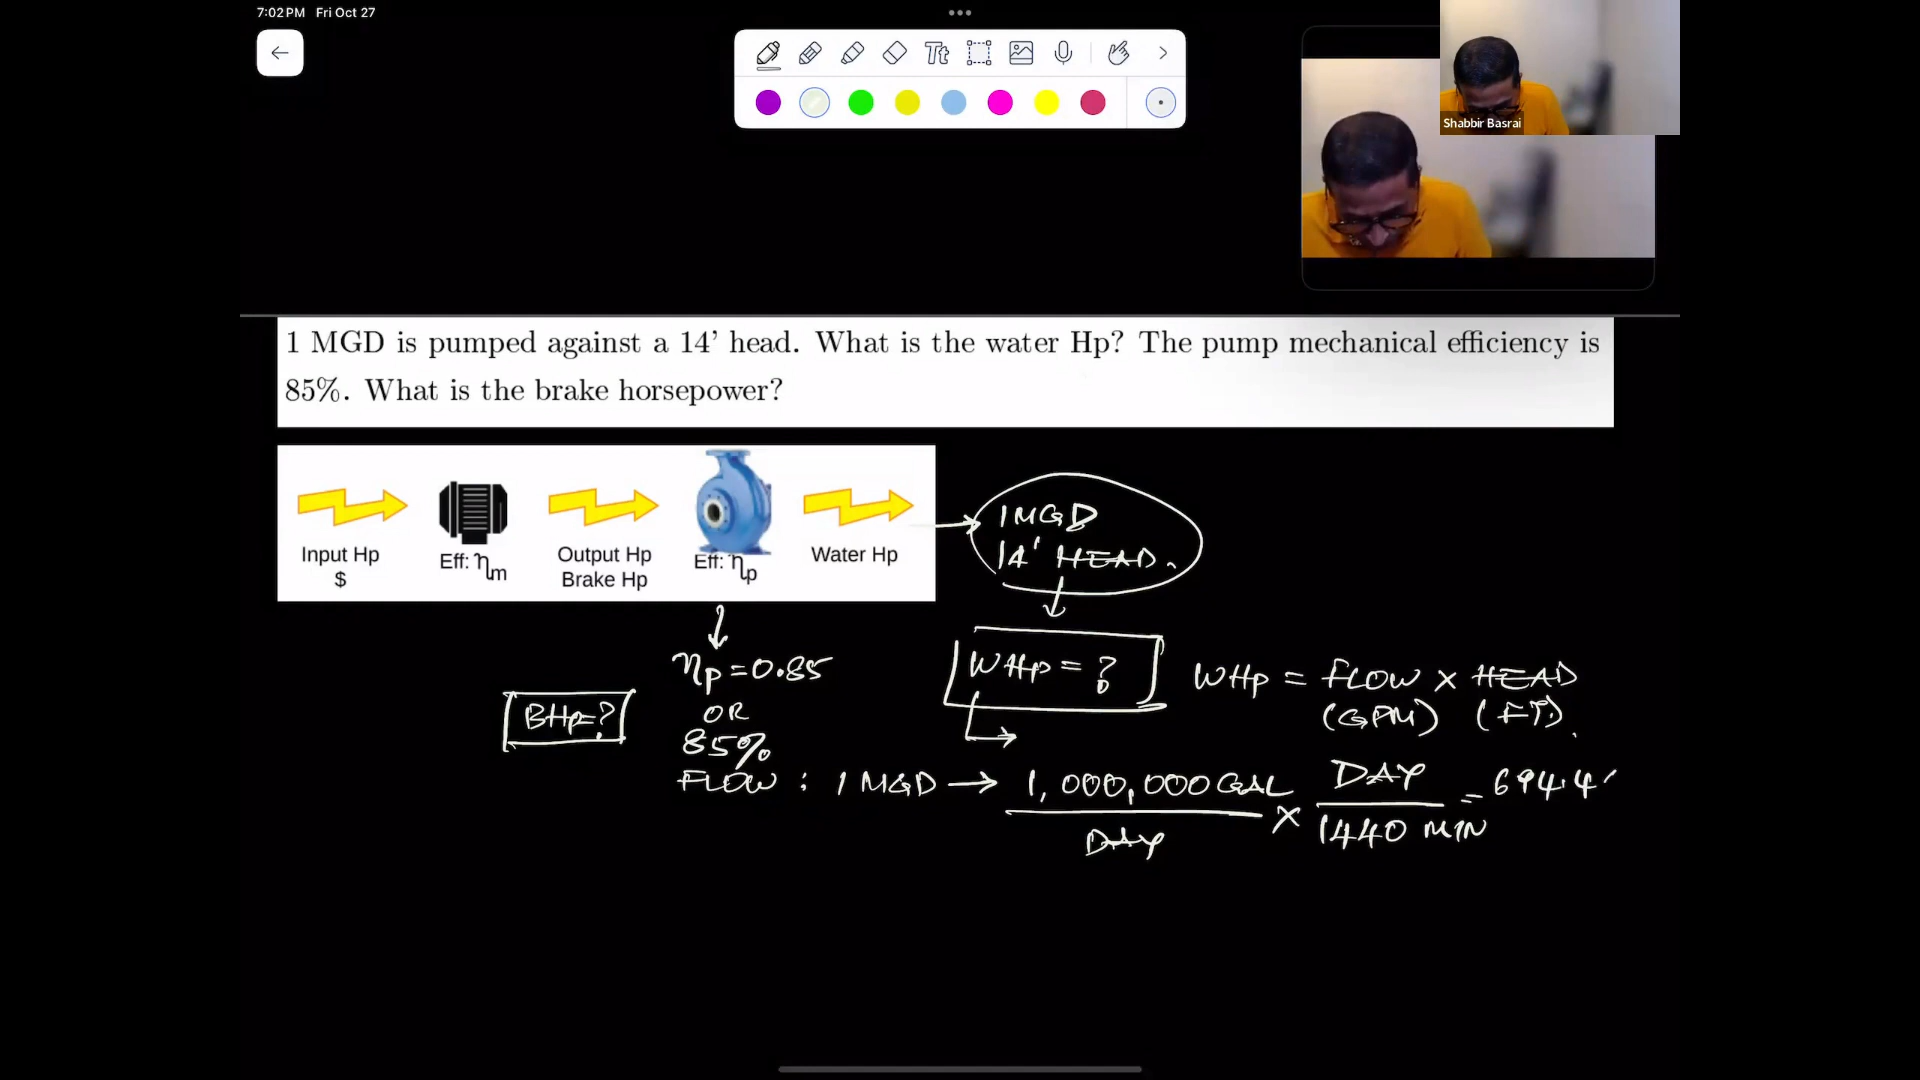 7:02 PM Fri Oct 27
Tt
Shabbir Basrai
1 MGD is pumped against a 14' head. What is the water Hp? The pump mechanical efficiency is
85%. What is the brake horsepower?
Input Hp
$
Eff: ηm
Output Hp
Brake Hp
Eff: ηp
Water Hp
1 MGD
14' HEAD.
ηp = 0.85
OR
85%
BHp=?
WHp = ?
WHp = FLOW x HEAD
(GPM) (FT).
FLOW : 1 MGD → 1,000,000 GAL
DAY
x DAY
1440 MIN
= 694.4